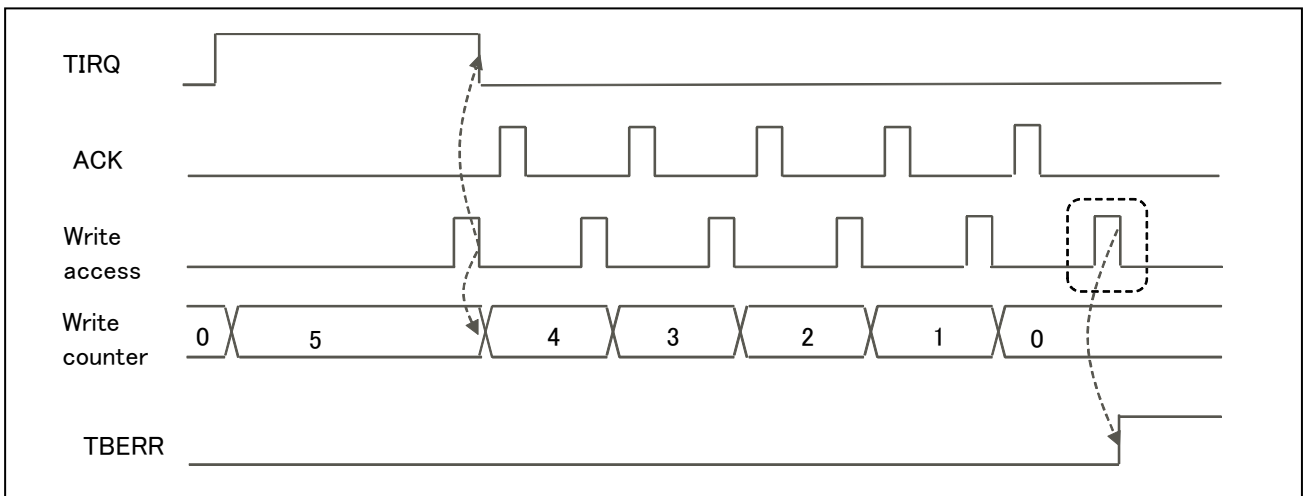 TIRQ
ACK
Write
access
Write
counter
0 5 4 3 2 1 0
TBERR